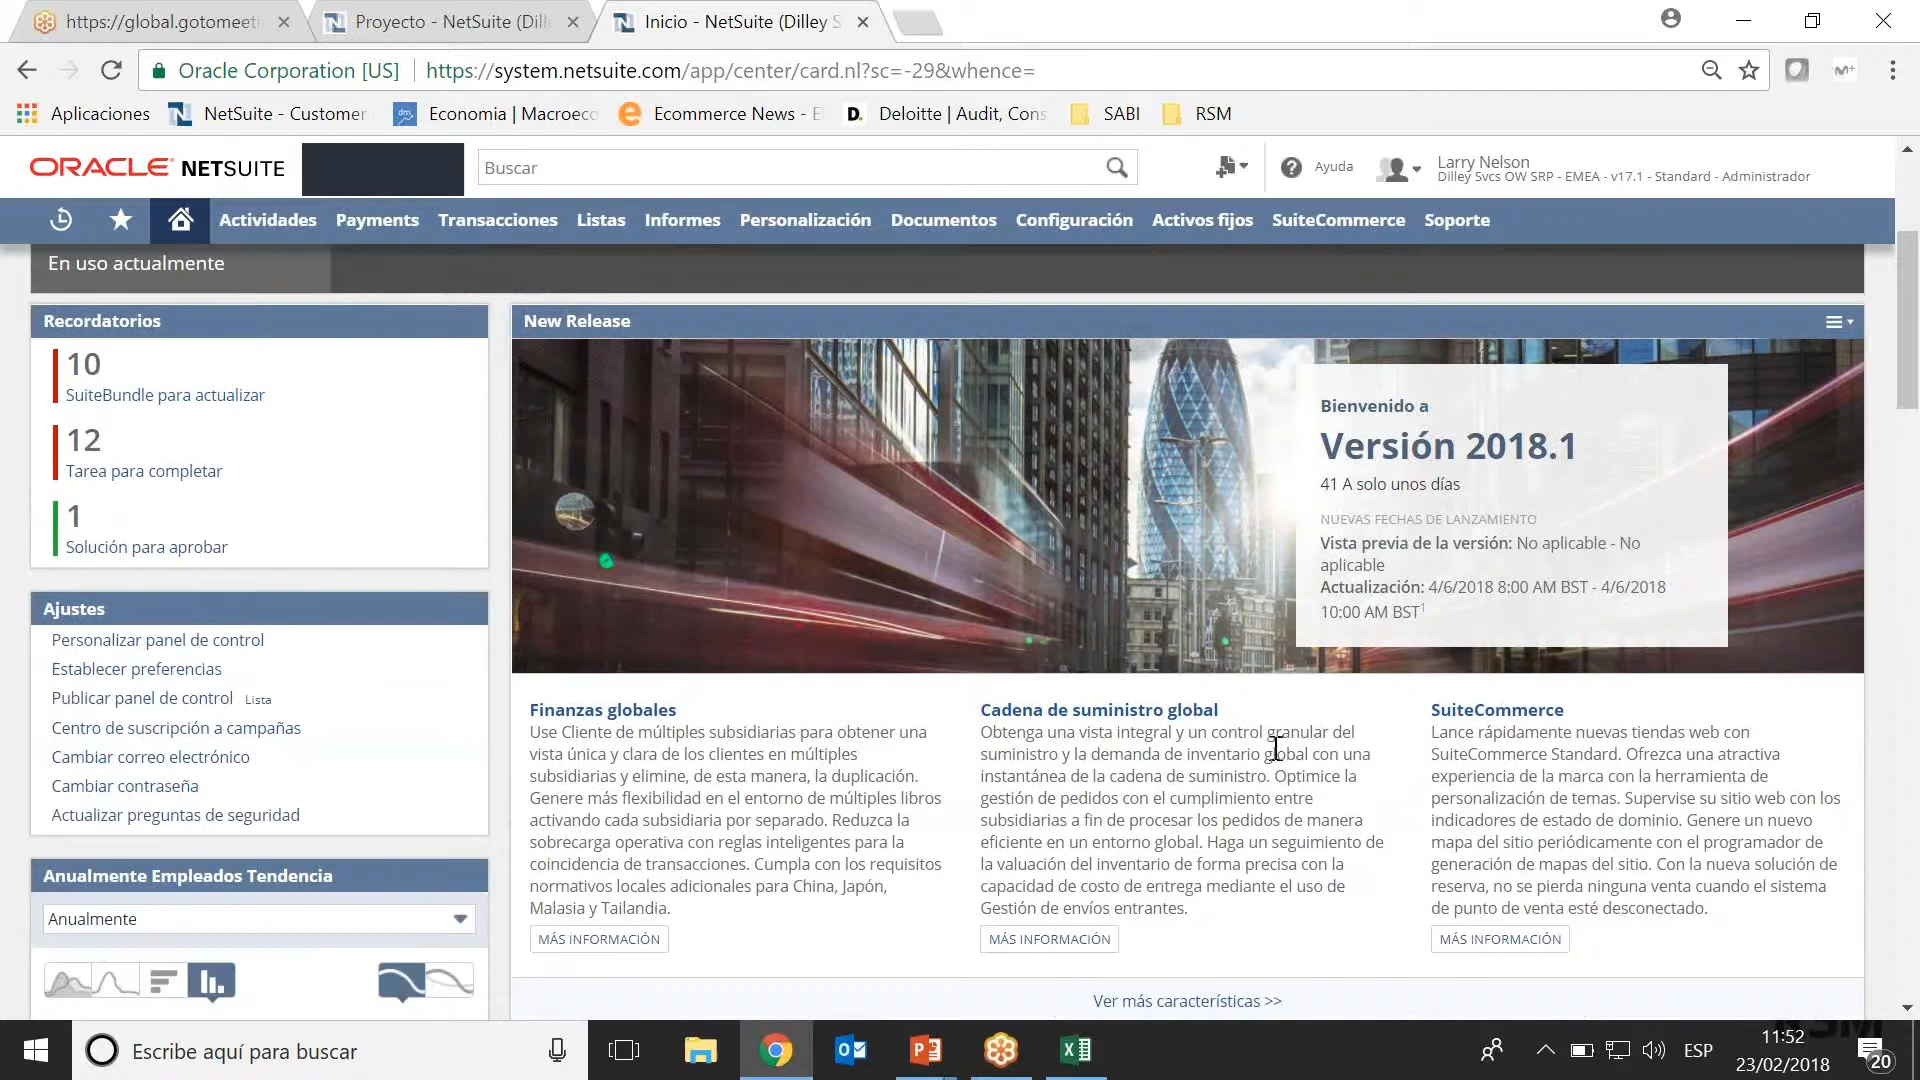 https://global.gotomeeti
Proyecto - NetSuite (Dill
Inicio - NetSuite (Dilley S
Oracle Corporation [US]
https://system.netsuite.com/app/center/card.nl?sc=-29&whence=
Aplicaciones
NetSuite - Customer
Economia | Macroeco
Ecommerce News - E
Deloitte | Audit, Cons
SABI
RSM
ORACLE NETSUITE
Buscar
Ayuda
Larry Nelson
Dilley Svcs OW SRP - EMEA - v17.1 - Standard - Administrador
Actividades
Payments
Transacciones
Listas
Informes
Personalización
Documentos
Configuración
Activos fijos
SuiteCommerce
Soporte
En uso actualmente
Recordatorios
10
SuiteBundle para actualizar
12
Tarea para completar
1
Solución para aprobar
Ajustes
Personalizar panel de control
Establecer preferencias
Publicar panel de control Lista
Centro de suscripción a campañas
Cambiar correo electrónico
Cambiar contraseña
Actualizar preguntas de seguridad
Anualmente Empleados Tendencia
Anualmente
New Release
Bienvenido a
Versión 2018.1
41 A solo unos días
NUEVAS FECHAS DE LANZAMIENTO
Vista previa de la versión: No aplicable - No
aplicable
Actualización: 4/6/2018 8:00 AM BST - 4/6/2018
10:00 AM BST1
Finanzas globales
Use Cliente de múltiples subsidiarias para obtener una
vista única y clara de los clientes en múltiples
subsidiarias y elimine, de esta manera, la duplicación.
Genere más flexibilidad en el entorno de múltiples libros
activando cada subsidiaria por separado. Reduzca la
sobrecarga operativa con reglas inteligentes para la
coincidencia de transacciones. Cumpla con los requisitos
normativos locales adicionales para China, Japón,
Malasia y Tailandia.
MÁS INFORMACIÓN
Cadena de suministro global
Obtenga una vista integral y un control granular del
suministro y la demanda de inventario global con una
instantánea de la cadena de suministro. Optimice la
gestión de pedidos con el cumplimiento entre
subsidiarias a fin de procesar los pedidos de manera
eficiente en un entorno global. Haga un seguimiento de
la valuación del inventario de forma precisa con la
capacidad de costo de entrega mediante el uso de
Gestión de envíos entrantes.
MÁS INFORMACIÓN
SuiteCommerce
Lance rápidamente nuevas tiendas web con
SuiteCommerce Standard. Ofrezca una atractiva
experiencia de la marca con la herramienta de
personalización de temas. Supervise su sitio web con los
indicadores de estado de dominio. Genere un nuevo
mapa del sitio periódicamente con el programador de
generación de mapas del sitio. Con la nueva solución de
reserva, no se pierda ninguna venta cuando el sistema
de punto de venta esté desconectado.
MÁS INFORMACIÓN
Ver más características >>
Escribe aquí para buscar
ESP
11:52
23/02/2018
20